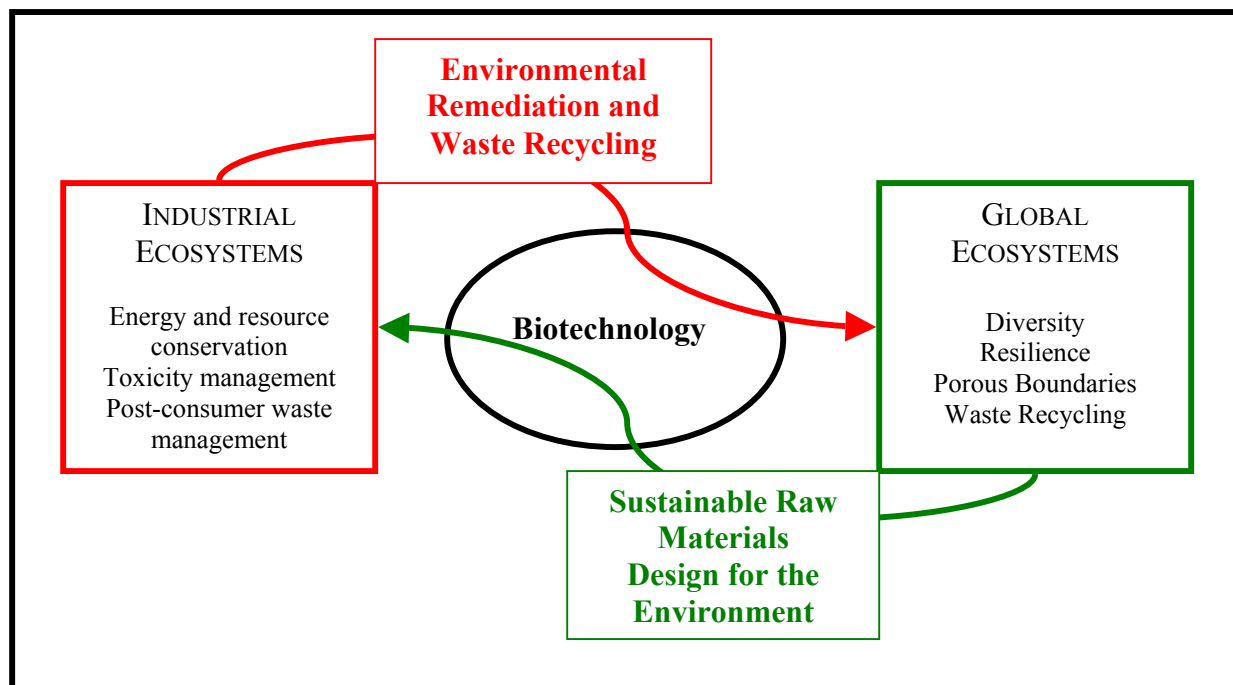 Environmental
Remediation and
Waste Recycling
INDUSTRIAL
ECOSYSTEMS
Energy and resource
conservation
Toxicity management
Post-consumer waste
management
Biotechnology
GLOBAL
ECOSYSTEMS
Diversity
Resilience
Porous Boundaries
Waste Recycling
Sustainable Raw
Materials
Design for the
Environment